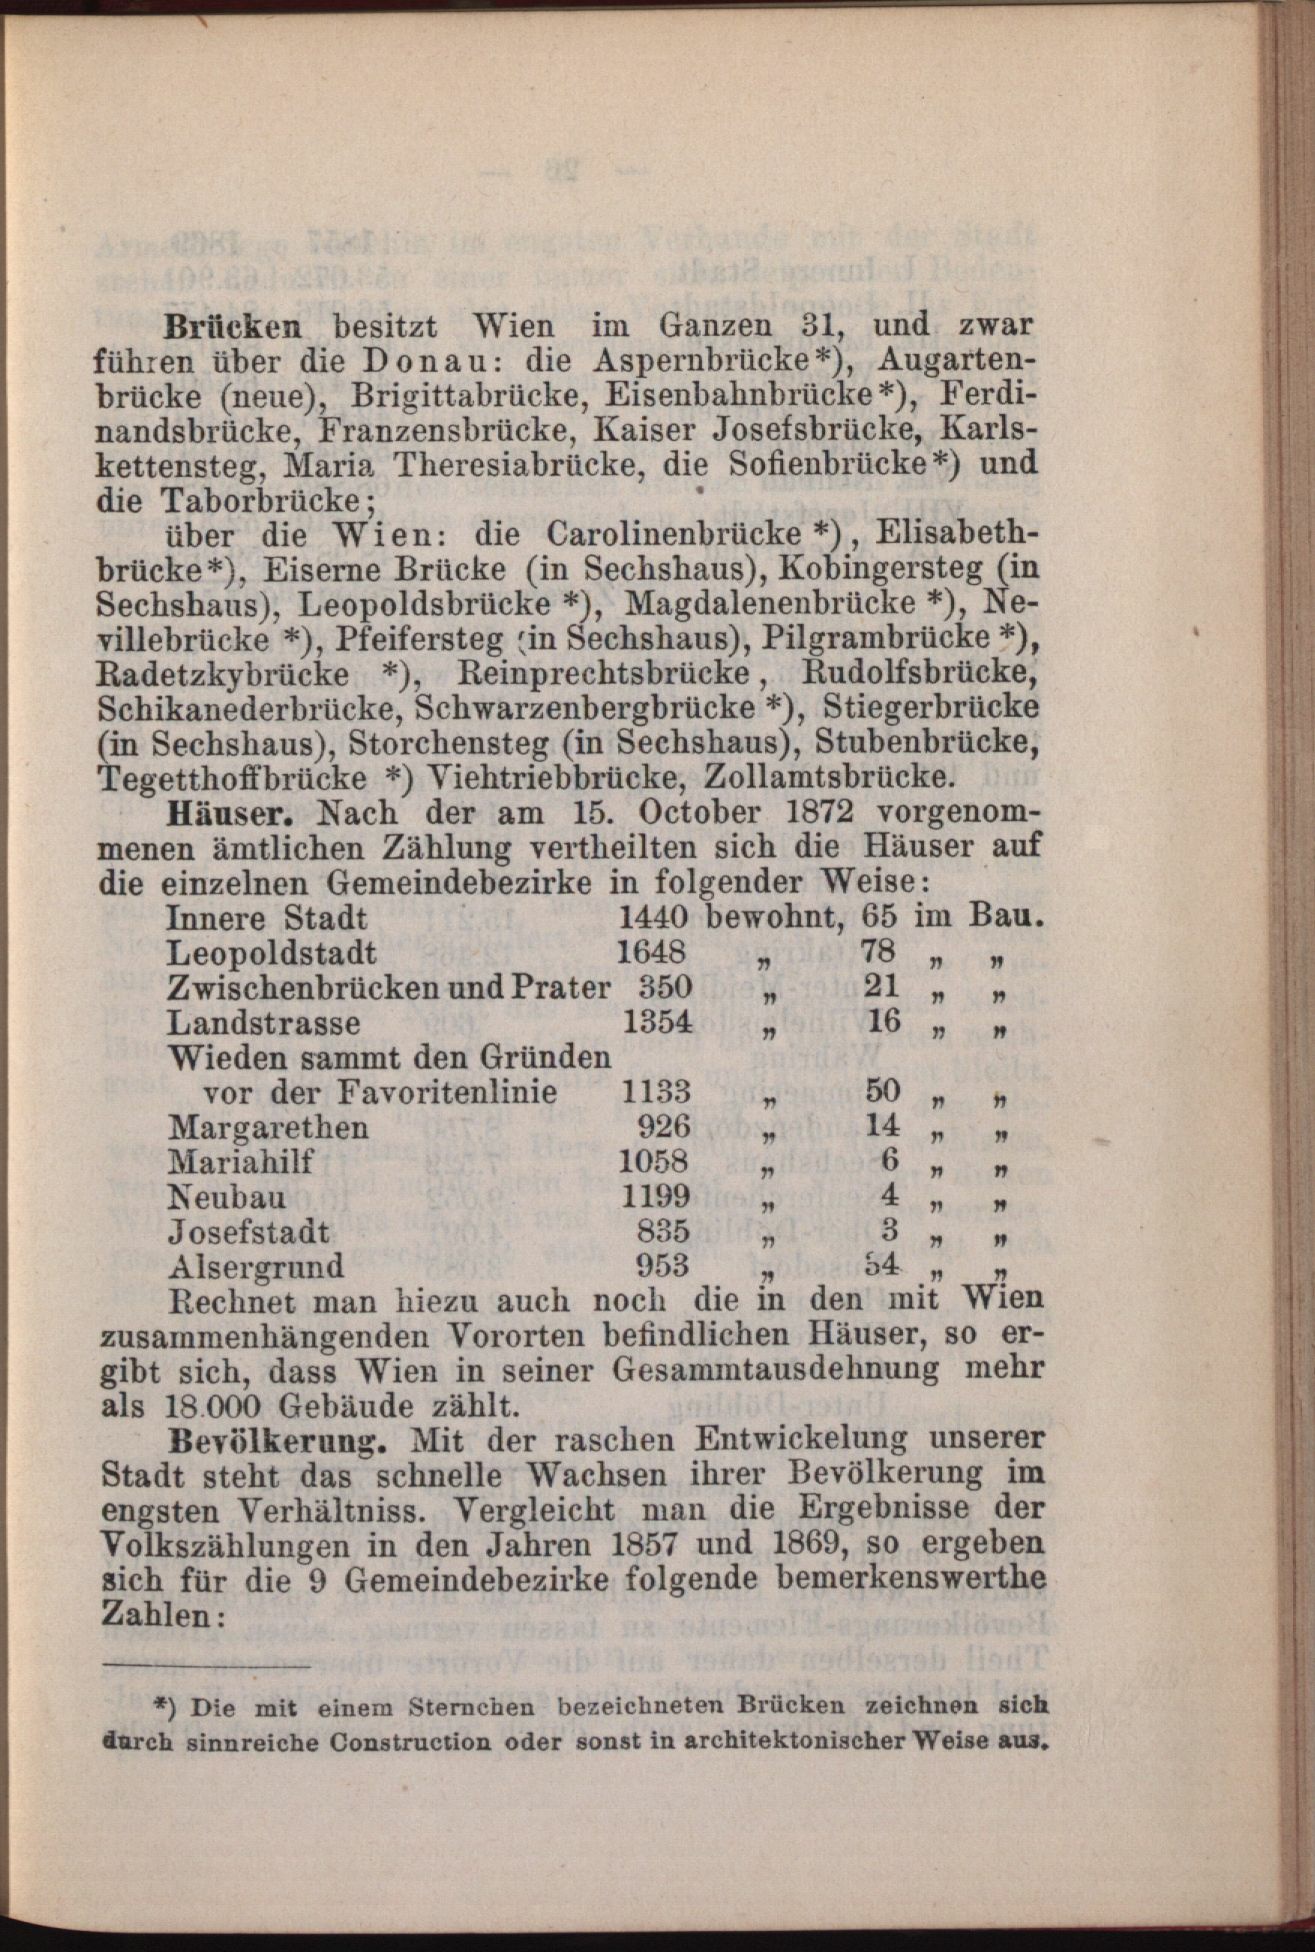 Brücken besitzt Wien im Ganzen 31, und zwar
führen über die Donau: die Aspernbrücke*), Augarten-
brücke (neue), Brigittabrücke, Eisenbahnbrücke*), Ferdi-
nandsbrücke, Franzensbrücke, Kaiser Josefsbrücke, Karls-
kettensteg, Maria Theresiabrücke, die Sofienbrücke*) und
die Taborbrücke;
über die Wien: die Carolinenbrücke *), Elisabeth-
brücke*), Eiserne Brücke (in Sechshaus), Kobingersteg (in
Sechshaus), Leopoldsbrücke *), Magdalenenbrücke *), Ne-
villebrücke *), Pfeifersteg (in Sechshaus), Pilgrambrücke *),
Radetzkybrücke *), Reinprechtsbrücke, Rudolfsbrücke,
Schikanederbrücke, Schwarzenbergbrücke *), Stiegerbrücke
(in Sechshaus), Storchensteg (in Sechshaus), Stubenbrücke,
Tegetthoffbrücke *) Viehtriebbrücke, Zollamtsbrücke.
Häuser. Nach der am 15. October 1872 vorgenom-
menen ämtlichen Zählung vertheilten sich die Häuser auf
die einzelnen Gemeindebezirke in folgender Weise:
Innere Stadt 1440 bewohnt, 65 im Bau.
Leopoldstadt 1648 „ 78 „ „
Zwischenbrücken und Prater 350 „ 21 „ „
Landstrasse 1354 „ 16 „ „
Wieden sammt den Gründen
vor der Favoritenlinie 1133 „ 50 „ „
Margarethen 926 „ 14 „ „
Mariahilf 1058 „ 6 „ „
Neubau 1199 „ 4 „ „
Josefstadt 835 „ 3 „ „
Alsergrund 953 „ 54 „ „
Rechnet man hiezu auch noch die in den mit Wien
zusammenhängenden Vororten befindlichen Häuser, so er-
gibt sich, dass Wien in seiner Gesammtausdehnung mehr
als 18.000 Gebäude zählt.
Bevölkerung. Mit der raschen Entwickelung unserer
Stadt steht das schnelle Wachsen ihrer Bevölkerung im
engsten Verhältniss. Vergleicht man die Ergebnisse der
Volkszählungen in den Jahren 1857 und 1869, so ergeben
sich für die 9 Gemeindebezirke folgende bemerkenswerthe
Zahlen:
*) Die mit einem Sternchen bezeichneten Brücken zeichnen sich
durch sinnreiche Construction oder sonst in architektonischer Weise aus.